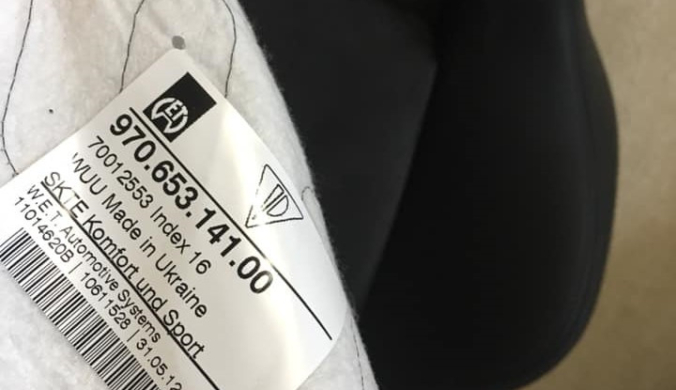 WET
970.653.141.00
70012553 Index 16
WUU Made in Ukraine
SKTE Komfort und Sport
W.E.T. Automotive Systems
11014620B | 10611528 | 31.05.12